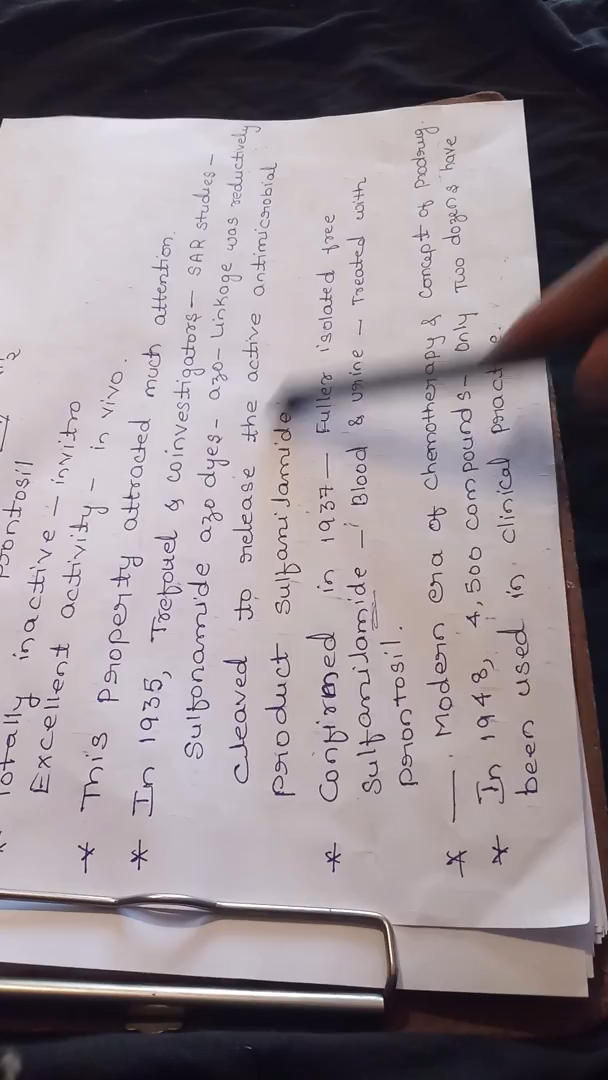 Prontosil
* Totally inactive - invitro
Excellent activity - in vivo.
* This property attracted much attention.
* In 1935, Trefouel & coinvestigators - SAR studies -
Sulfonamide azo dyes - azo - linkage was reductively
cleaved to release the active antimicrobial
product Sulfanilamide
* Confirmed in 1937 - Fuller isolated free
Sulfanilamide - Blood & urine - Treated with
prontosil.
* —. Modern era of chemotherapy & concept of prodrug.
* In 1948, 4,500 compounds - only Two dozens have
been used in clinical practice.